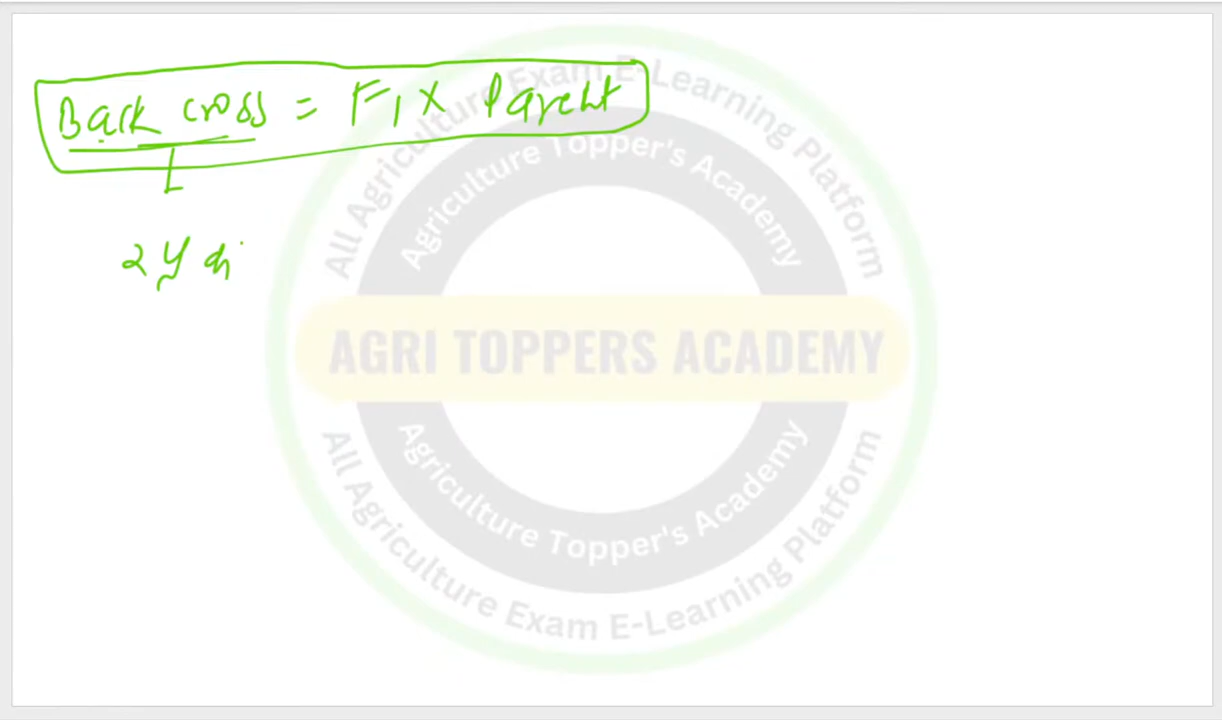 Back cross = F1 X Parent
2
All Agriculture Exam E-Learning Platform
Agriculture Topper's Academy
AGRI TOPPERS ACADEMY
Agriculture Topper's Academy
All Agriculture Exam E-Learning Platform